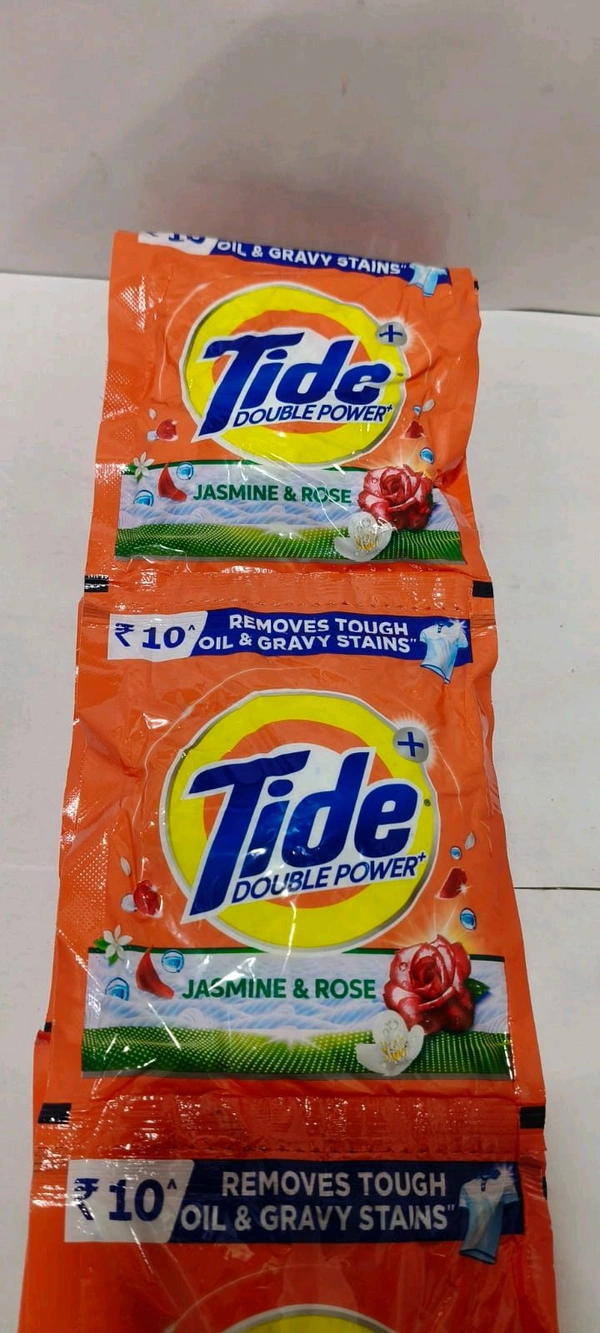 ₹ 10
OIL & GRAVY STAINS"
+
Tide
DOUBLE POWER+
JASMINE & ROSE
₹ 10^
REMOVES TOUGH
OIL & GRAVY STAINS"
+
Tide
DOUBLE POWER+
JASMINE & ROSE
₹ 10^
REMOVES TOUGH
OIL & GRAVY STAINS"